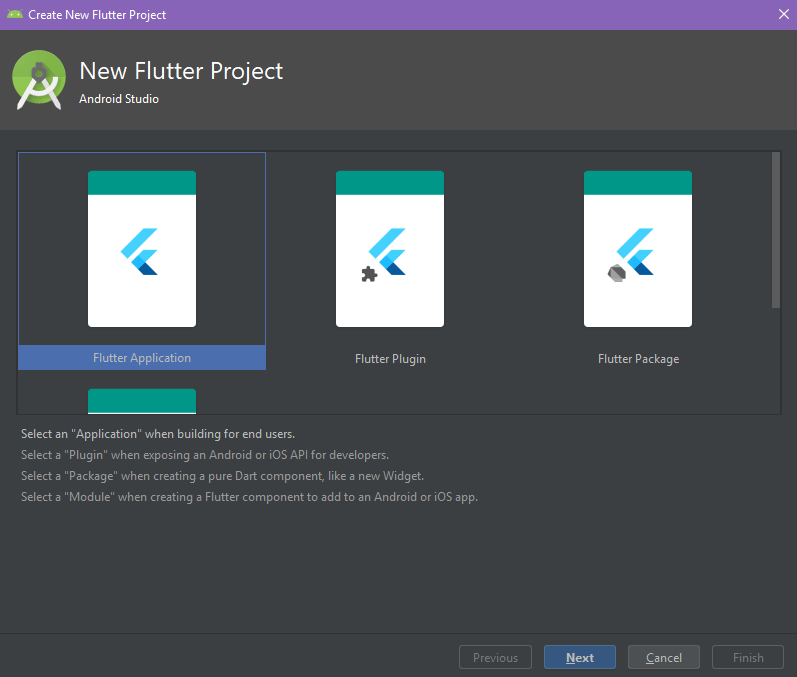 Create New Flutter Project
New Flutter Project
Android Studio
Flutter Application
Flutter Plugin
Flutter Package
Select an "Application" when building for end users.
Select a "Plugin" when exposing an Android or iOS API for developers.
Select a "Package" when creating a pure Dart component, like a new Widget.
Select a "Module" when creating a Flutter component to add to an Android or iOS app.
Previous
Next
Cancel
Finish